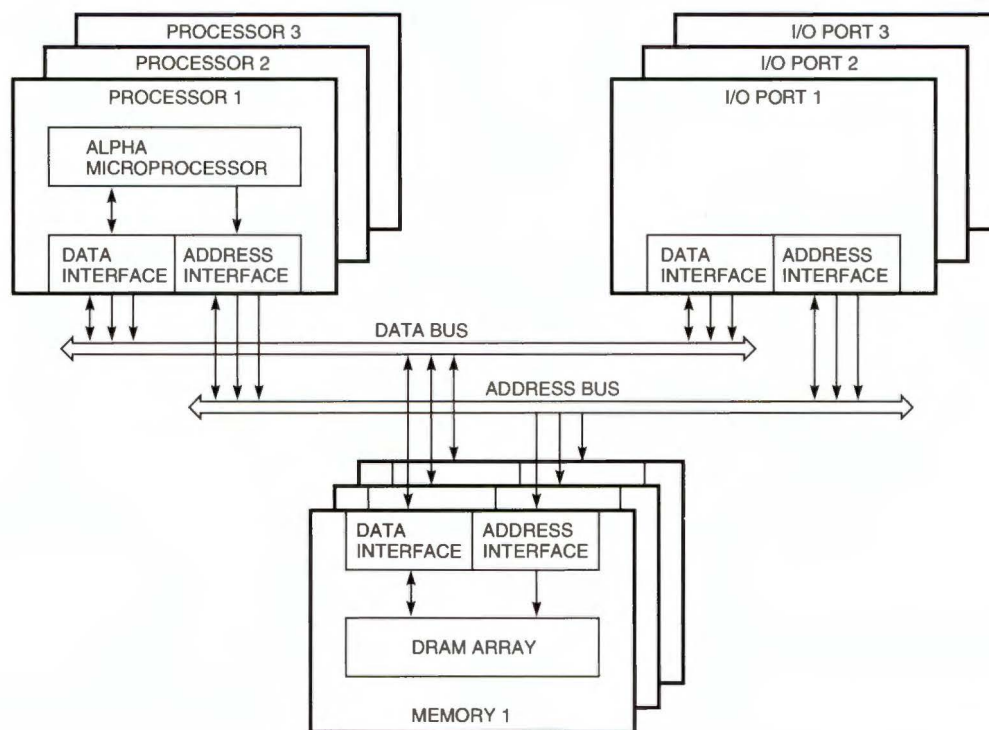 PROCESSOR 3
PROCESSOR 2
PROCESSOR 1
ALPHA
MICROPROCESSOR
DATA
INTERFACE
ADDRESS
INTERFACE
I/O PORT 3
I/O PORT 2
I/O PORT 1
DATA
INTERFACE
ADDRESS
INTERFACE
DATA BUS
ADDRESS BUS
DATA
INTERFACE
ADDRESS
INTERFACE
DRAM ARRAY
MEMORY 1